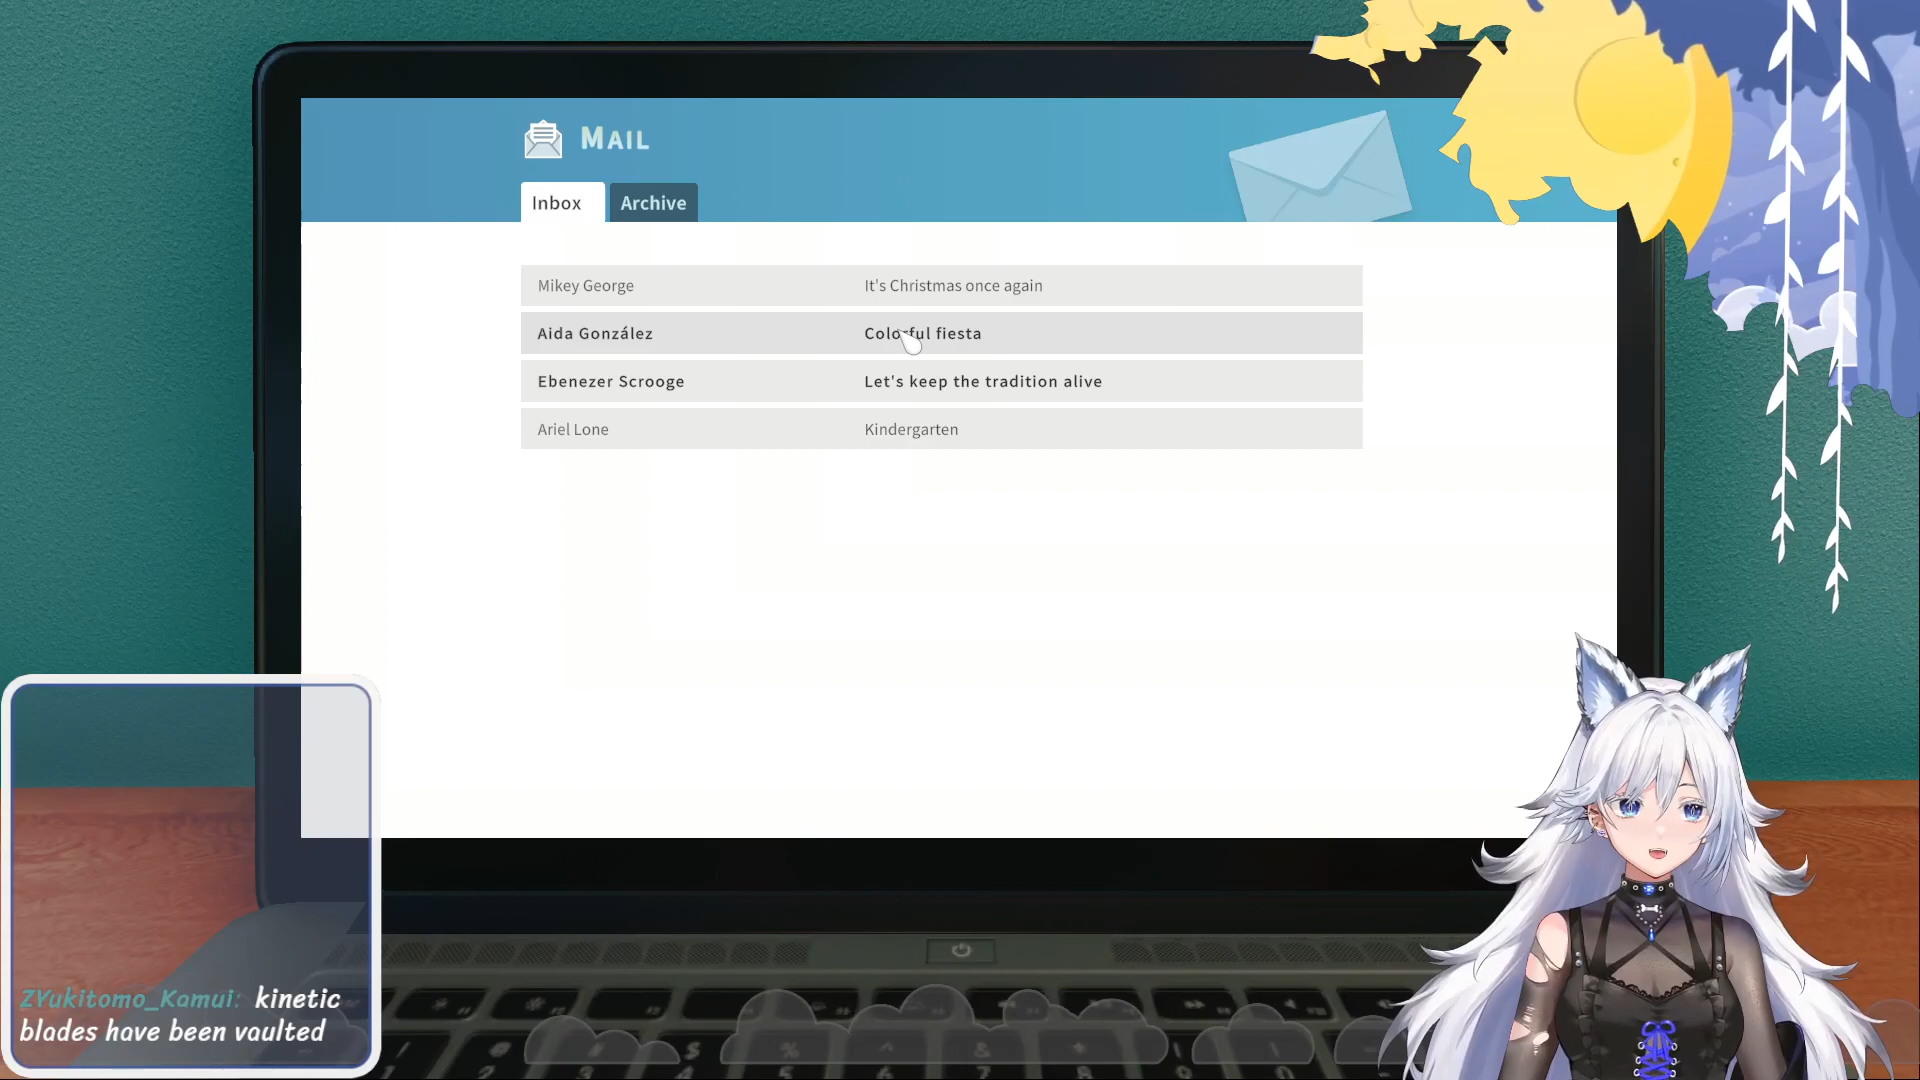 MAIL
Inbox
Archive
Mikey George It's Christmas once again
Aida González Colorful fiesta
Ebenezer Scrooge Let's keep the tradition alive
Ariel Lone Kindergarten
ZYukitomo_Kamui: kinetic
blades have been vaulted